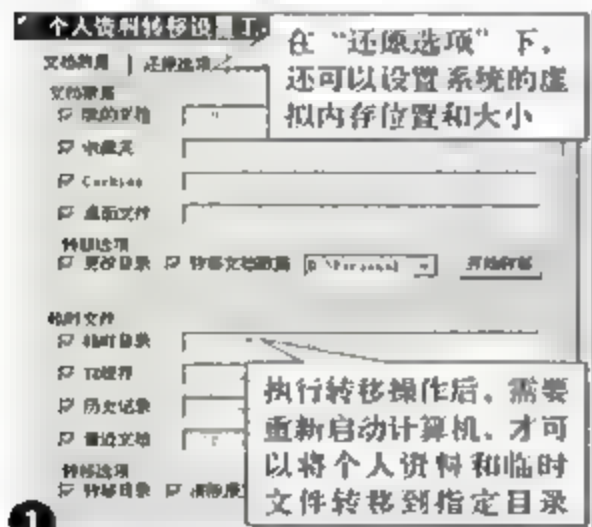 个人资料转移设置工
在“还原选项”下，
还可以设置系统的虚
拟内存位置和大小
文档数据 还原选项
文档数据
我的文档
收藏夹
Cookies
桌面文件
转移选项
更改目录 转移文档数据 D:\Personal 开始转移
临时文件
临时目录
历史记录
最近文档
转移选项
转移目录
执行转移操作后，需要
重新启动计算机，才可
以将个人资料和临时
文件转移到指定目录
1